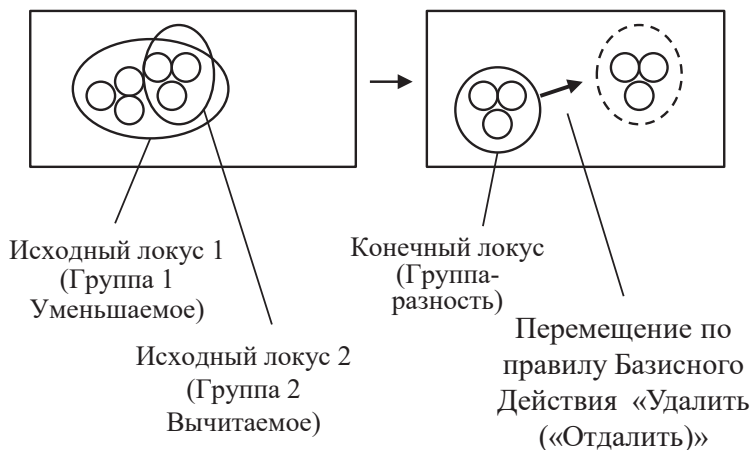 Исходный локус 1
(Группа 1
Уменьшаемое)
Исходный локус 2
(Группа 2
Вычитаемое)
Конечный локус
(Группа-
разность)
Перемещение по
правилу Базисного
Действия «Удалить
(«Отдалить)»